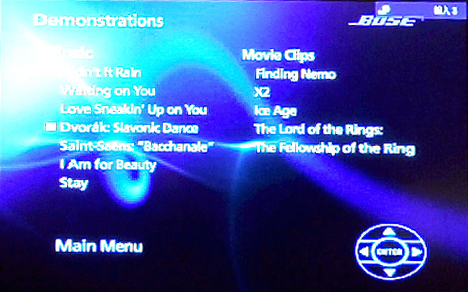 Demonstrations
BOSE
輸入 3
Music
Didn't It Rain
Waiting on You
Love Sneakin' Up on You
Dvorák: Slavonic Dance
Saint-Saëns: "Bacchanale"
I Am for Beauty
Stay
Movie Clips
Finding Nemo
X2
Ice Age
The Lord of the Rings:
The Fellowship of the Ring
Main Menu
ENTER